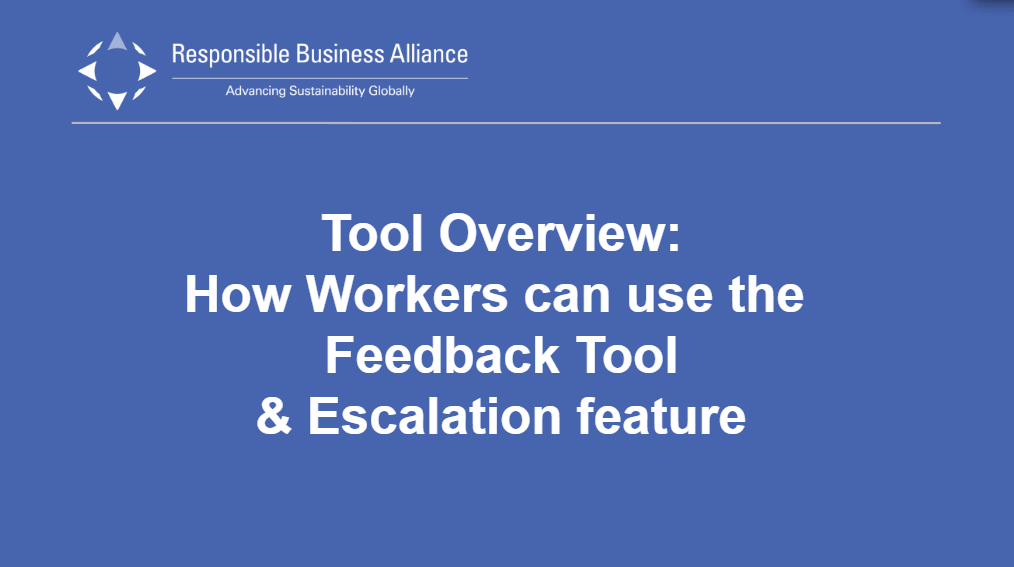 Responsible Business Alliance
Advancing Sustainability Globally
Tool Overview:
How Workers can use the
Feedback Tool
& Escalation feature